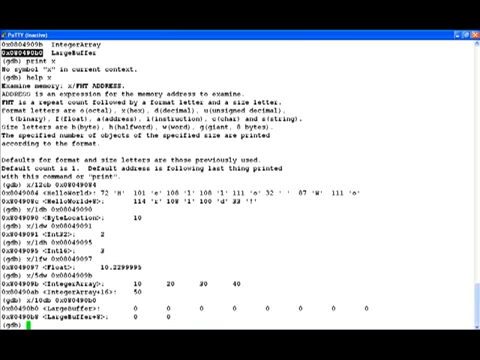 PuTTY (inactive)
0x0804909b IntegerArray
0x080490b0 LargeBuffer
(gdb) print x
No symbol "x" in current context.
(gdb) help x
Examine memory: x/FMT ADDRESS.
ADDRESS is an expression for the memory address to examine.
FMT is a repeat count followed by a format letter and a size letter.
Format letters are o(octal), x(hex), d(decimal), u(unsigned decimal),
t(binary), f(float), a(address), i(instruction), c(char) and s(string).
Size letters are b(byte), h(halfword), w(word), g(giant, 8 bytes).
The specified number of objects of the specified size are printed
according to the format.
Defaults for format and size letters are those previously used.
Default count is 1. Default address is following last thing printed
with this command or "print".
(gdb) x/12cb 0x08049084
0x8049084 <HelloWorld>: 72 'H' 101 'e' 108 'l' 108 'l' 111 'o' 32 ' ' 87 'W' 111 'o'
0x804908c <HelloWorld+8>: 114 'r' 108 'l' 100 'd' 33 '!'
(gdb) x/1db 0x08049090
0x8049090 <ByteLocation>: 10
(gdb) x/1dw 0x08049091
0x8049091 <Int32>: 2
(gdb) x/1dh 0x08049095
0x8049095 <Int16>: 3
(gdb) x/1fw 0x08049097
0x8049097 <Float>: 10.2299995
(gdb) x/5dw 0x0804909b
0x804909b <IntegerArray>: 10 20 30 40
0x80490ab <IntegerArray+16>: 50
(gdb) x/10db 0x080490b0
0x80490b0 <LargeBuffer>: 0 0 0 0 0 0 0 0
0x80490b8 <LargeBuffer+8>: 0 0
(gdb)